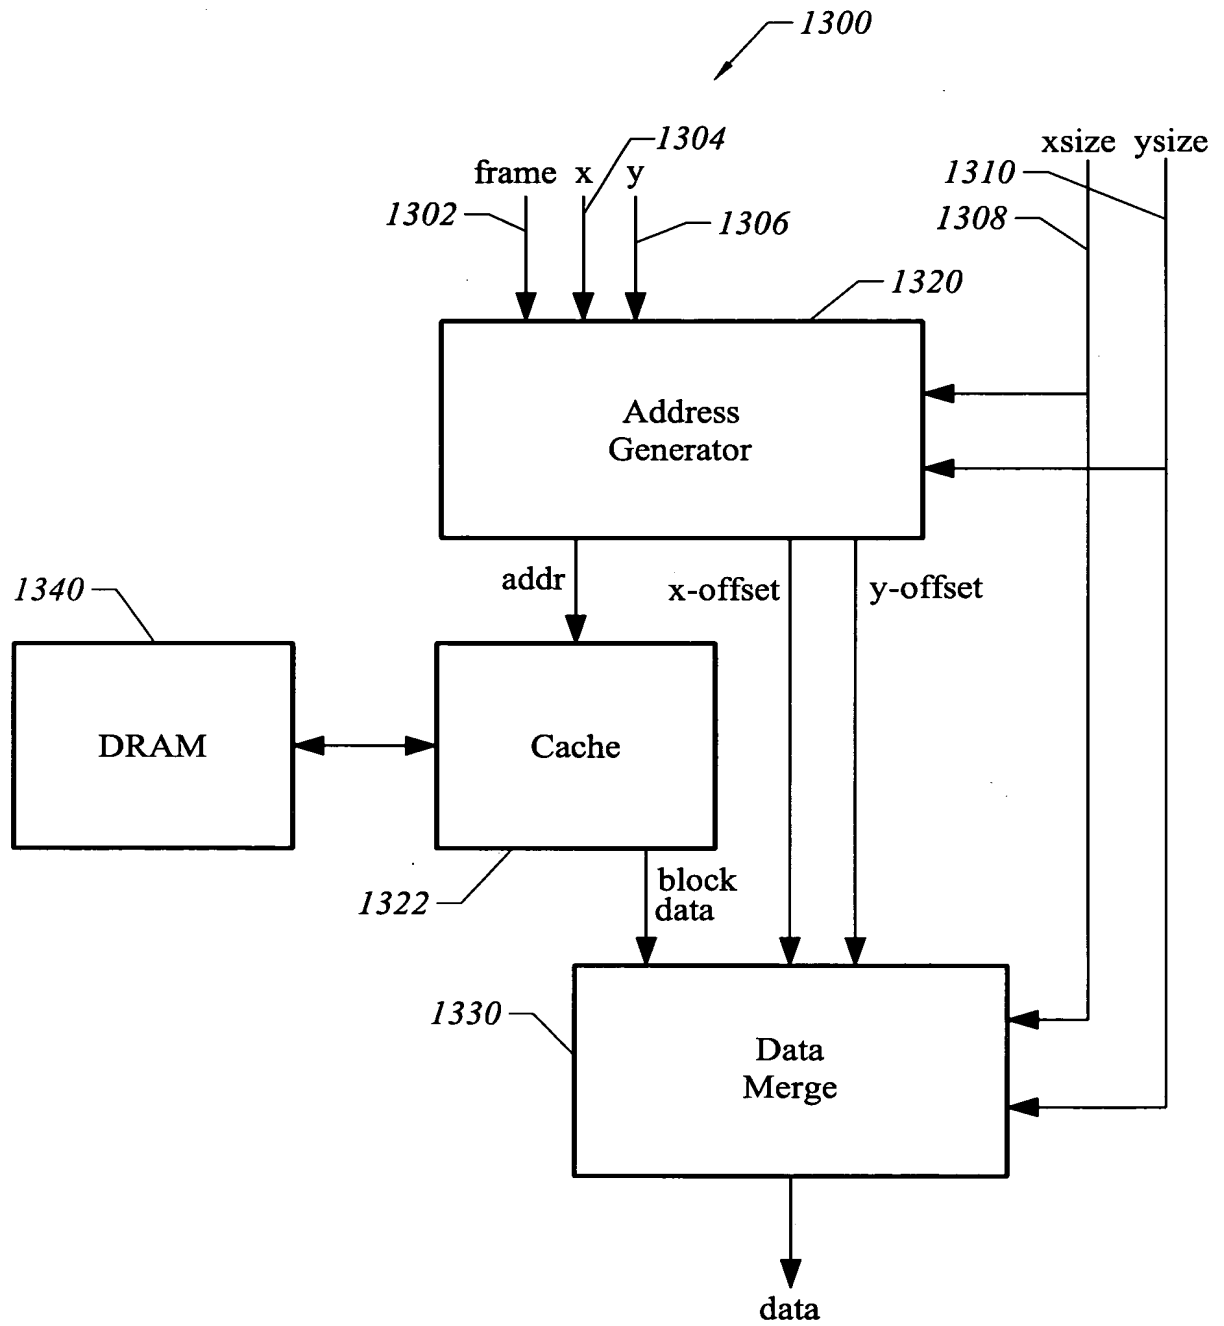 1300
1304
xsize ysize
frame x y
1310
1302
1306
1308
1320
Address
Generator
addr
x-offset
y-offset
1340
DRAM
Cache
1322
block
data
1330
Data
Merge
data